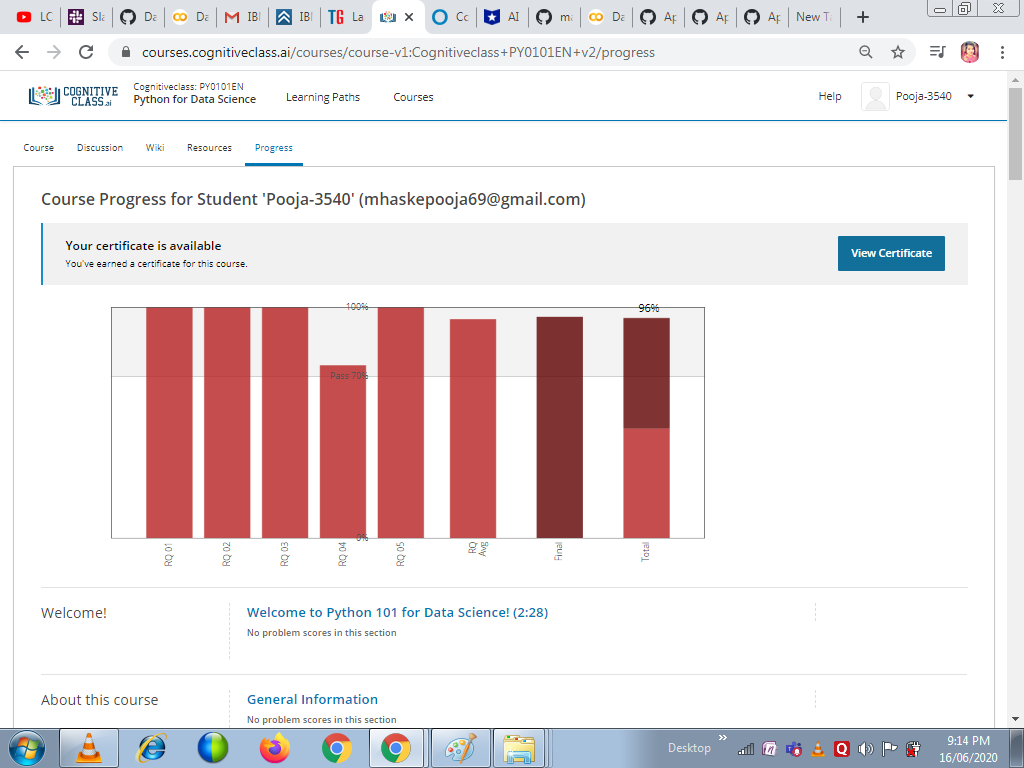 LC
Sla
Da
Da
IBI
IBI
TG La
Co
AI
m
Da
Ap
Ap
Ap
New Ta
courses.cognitiveclass.ai/courses/course-v1:Cognitiveclass+PY0101EN+v2/progress
COGNITIVE
CLASS.ai
Cognitiveclass: PY0101EN
Python for Data Science
Learning Paths
Courses
Help
Pooja-3540
Course
Discussion
Wiki
Resources
Progress
Course Progress for Student 'Pooja-3540' (mhaskepooja69@gmail.com)
Your certificate is available
You've earned a certificate for this course.
View Certificate
100%
96%
Pass 70%
0%
RQ 01
RQ 02
RQ 03
RQ 04
RQ 05
RQ
Avg
Final
Total
Welcome!
Welcome to Python 101 for Data Science! (2:28)
No problem scores in this section
About this course
General Information
No problem scores in this section
Desktop
9:14 PM
16/06/2020